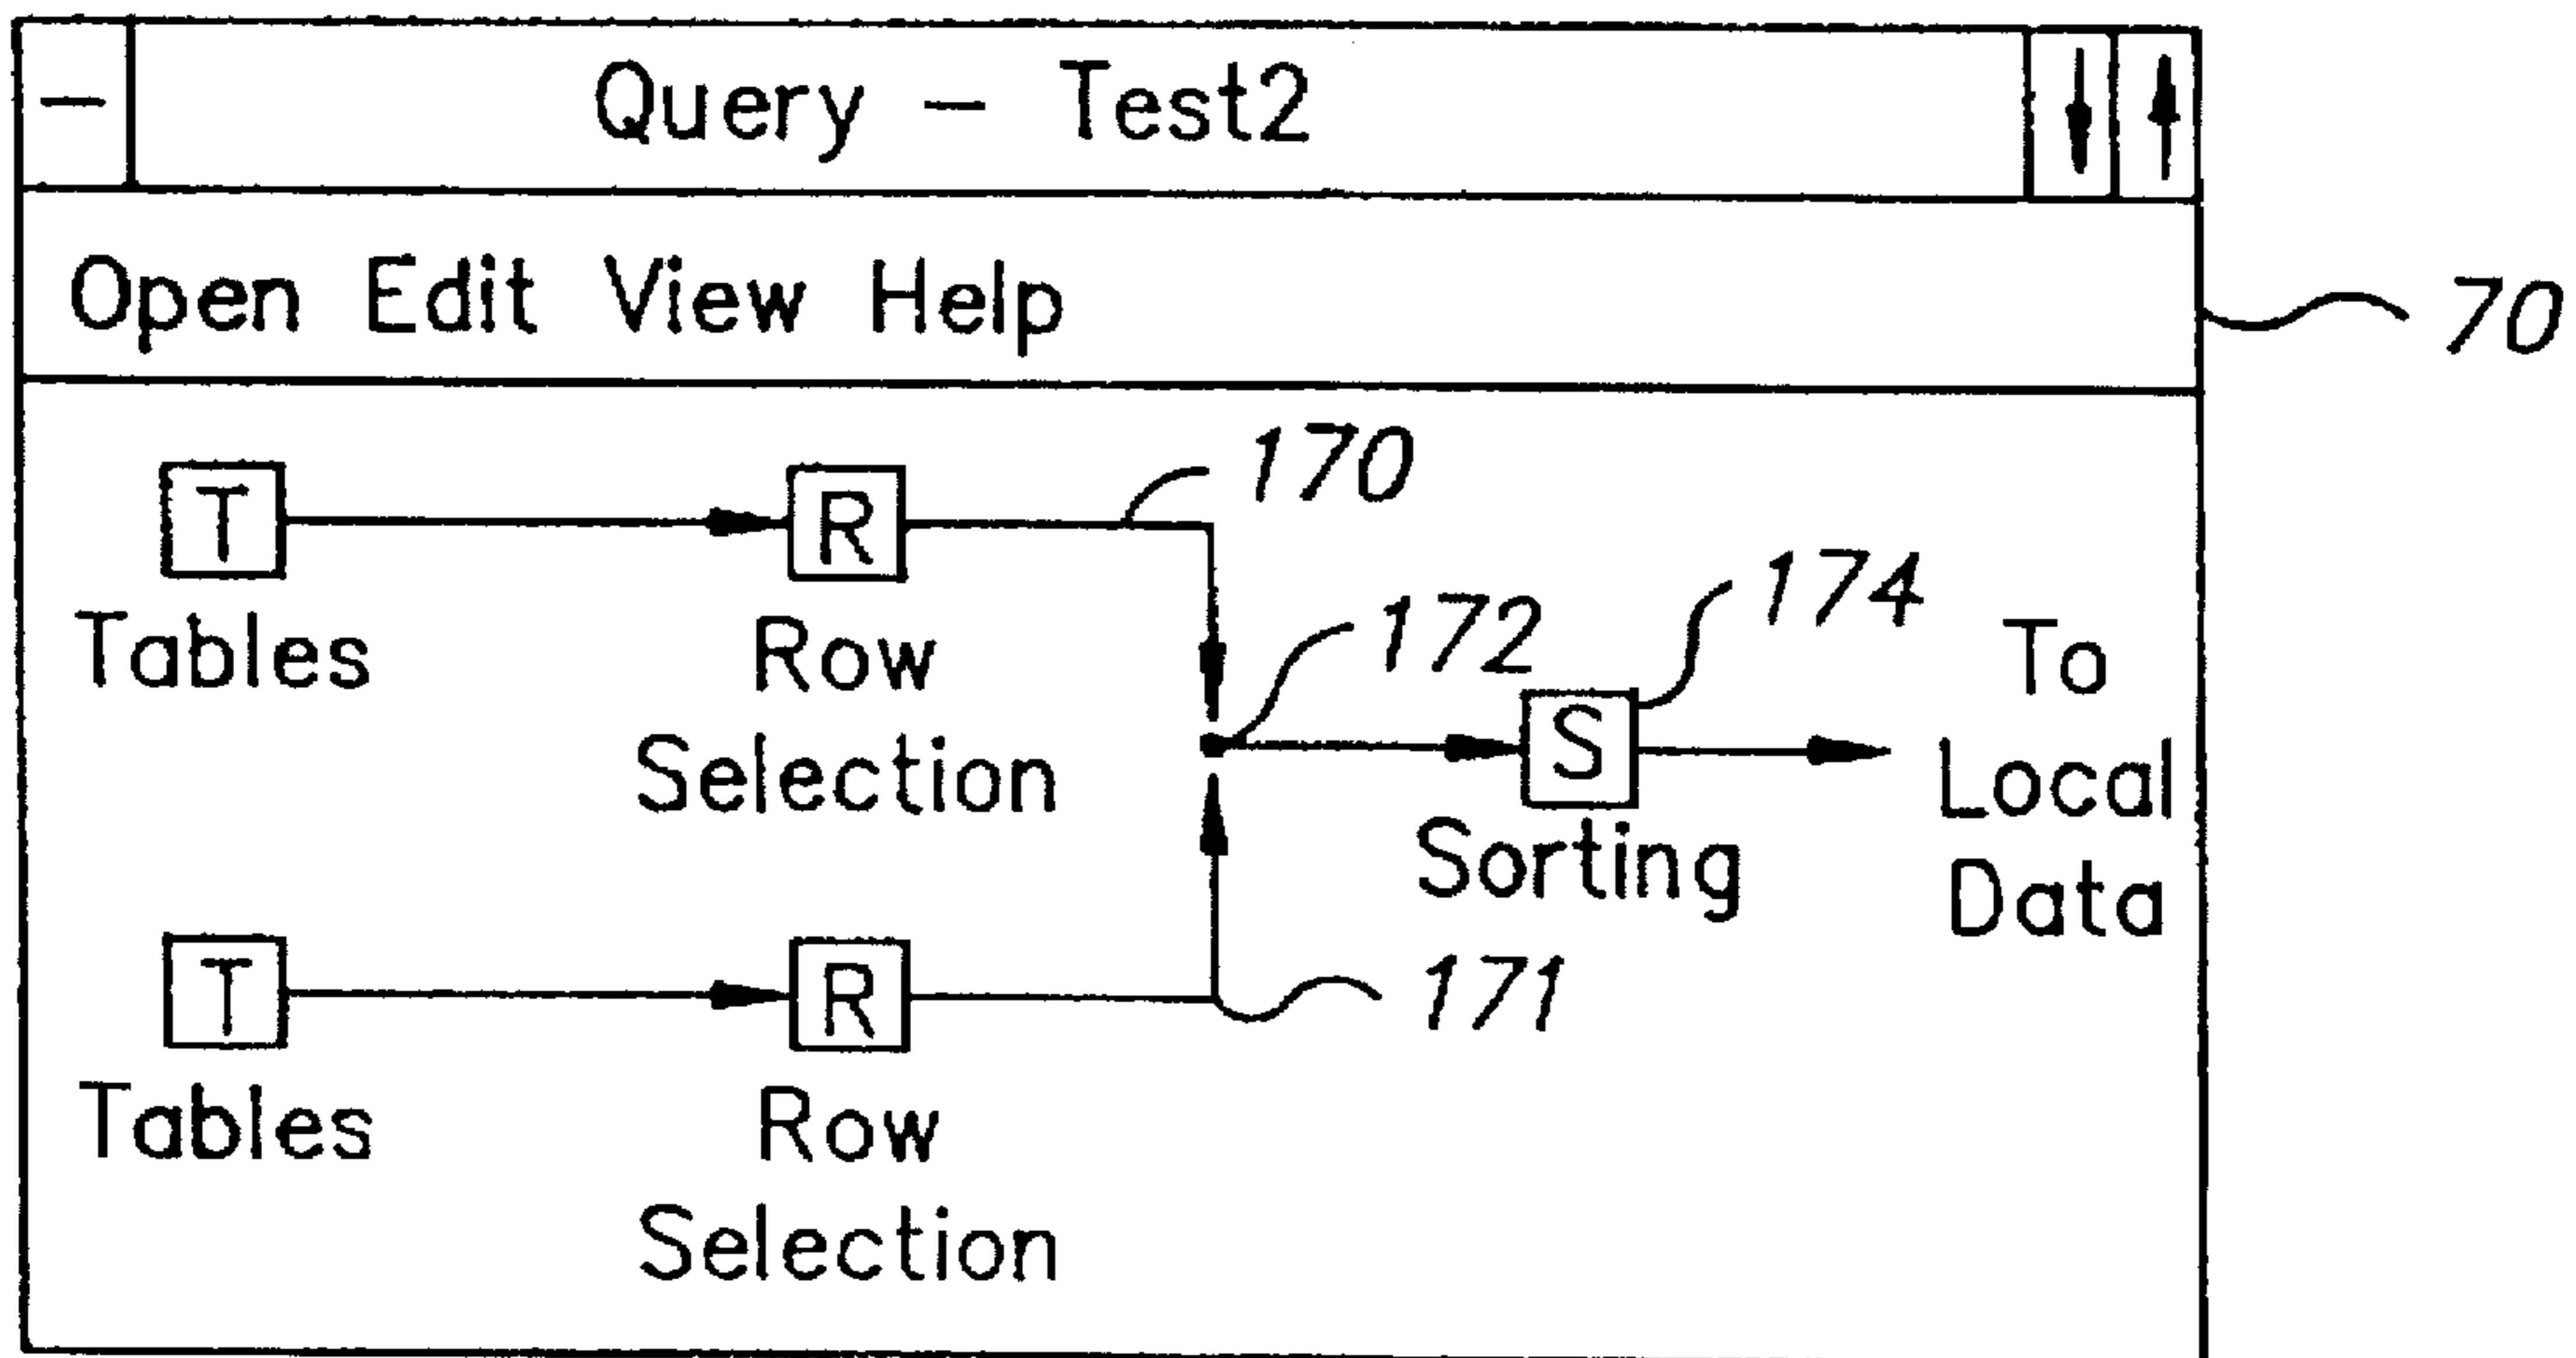 Query – Test2
Open Edit View Help
70
T
R
170
Tables
Row
Selection
172
174
S
Sorting
To
Local
Data
T
R
171
Tables
Row
Selection